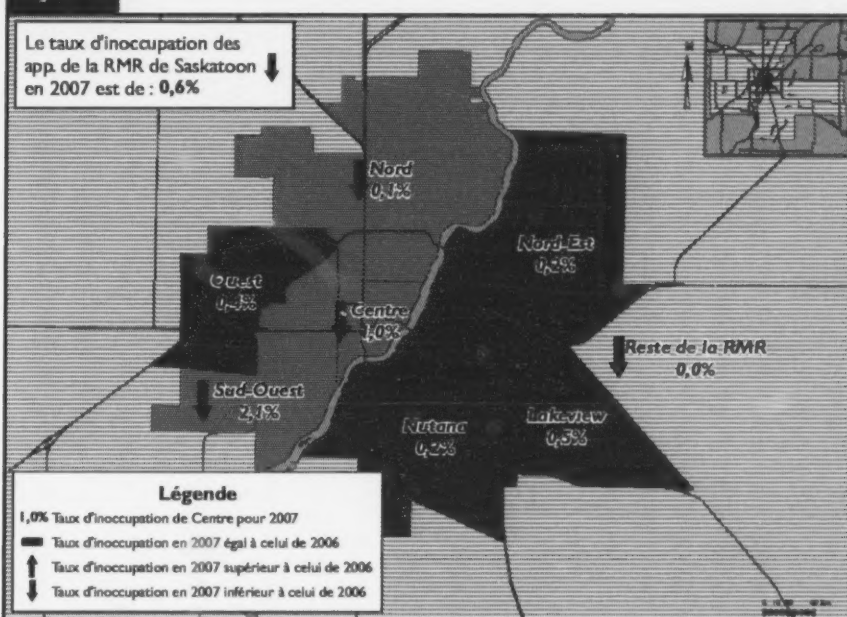 Le taux d'inoccupation des
app. de la RMR de Saskatoon
en 2007 est de : 0,6%
N
Nord
0,1%
Nord-Est
0,2%
Ouest
0,4%
Centre
1,0%
Reste de la RMR
0,0%
Sud-Ouest
2,1%
Nutana
0,2%
Lakeview
0,5%
Légende
1,0% Taux d'inoccupation de Centre pour 2007
Taux d'inoccupation en 2007 égal à celui de 2006
Taux d'inoccupation en 2007 supérieur à celui de 2006
Taux d'inoccupation en 2007 inférieur à celui de 2006